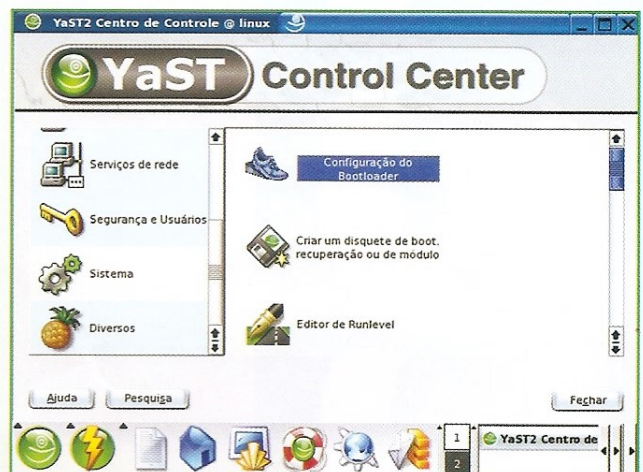 YaST2 Centro de Controle @ linux
YaST Control Center
Serviços de rede
Segurança e Usuários
Sistema
Diversos
Configuração do
Bootloader
Criar um disquete de boot,
recuperação ou de módulo
Editor de Runlevel
Ajuda
Pesquisa
Fechar
1
2
YaST2 Centro de